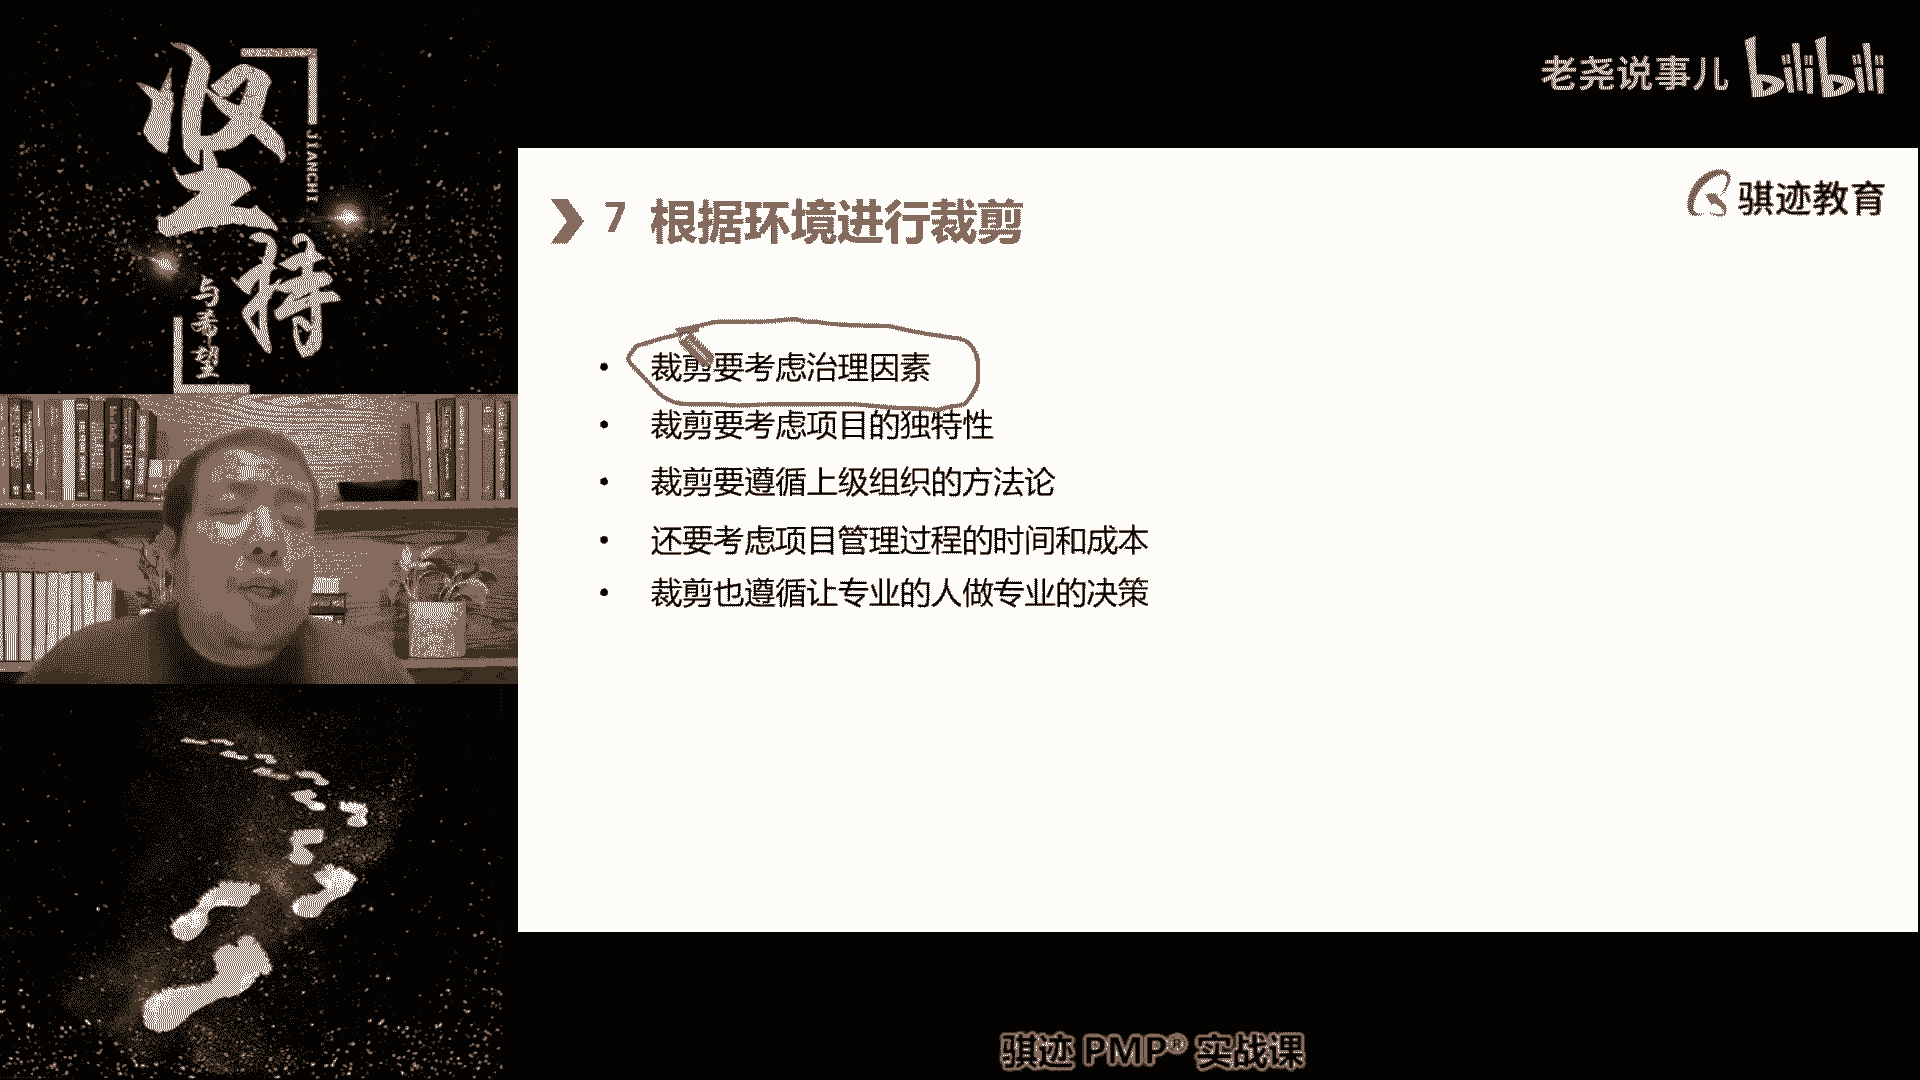 坚持
JIANCHI
与希望
老尧说事儿 bilibili
骐迹教育
7 根据环境进行裁剪
• 裁剪要考虑治理因素
• 裁剪要考虑项目的独特性
• 裁剪要遵循上级组织的方法论
• 还要考虑项目管理过程的时间和成本
• 裁剪也遵循让专业的人做专业的决策
骐迹 PMP® 实战课